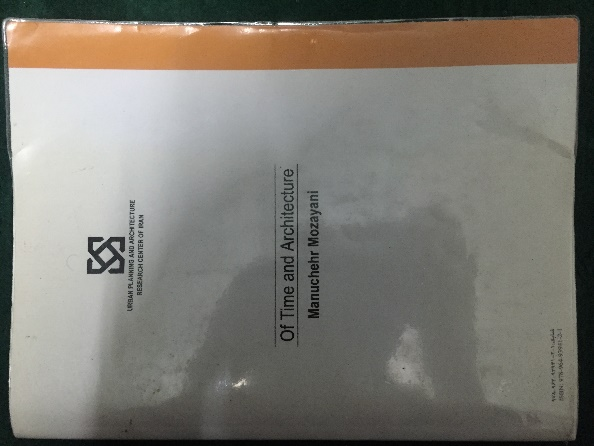 URBAN PLANNING AND ARCHITECTURE
RESEARCH CENTER OF IRAN
Of Time and Architecture
Manuchehr Mozayani